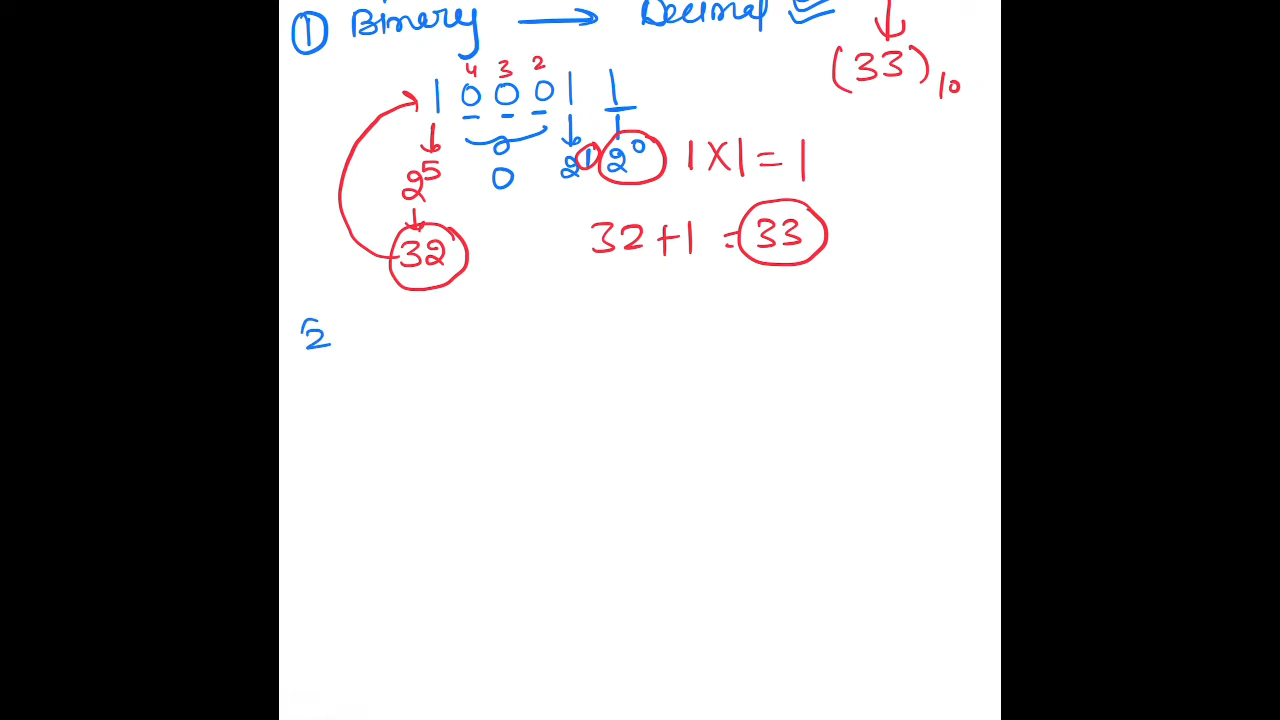 ① Binary → Decimal
(33)₁₀
4 3 2
1 0 0 0 1 1
2⁵ 0 2¹ 2⁰ 1 X 1 = 1
32 32 + 1 = 33
2